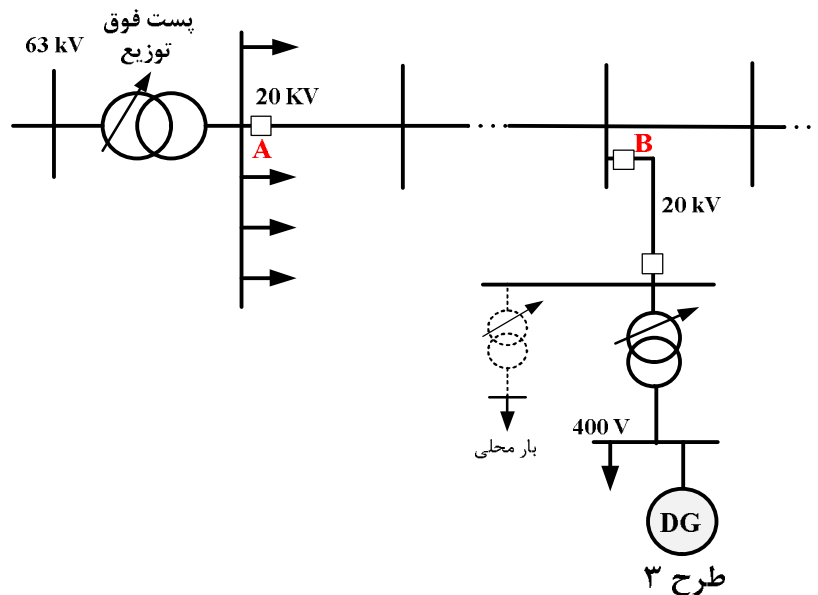 پست فوق
توزیع
63 kV
20 KV
A
B
20 kV
400 V
بار محلی
DG
طرح ۳